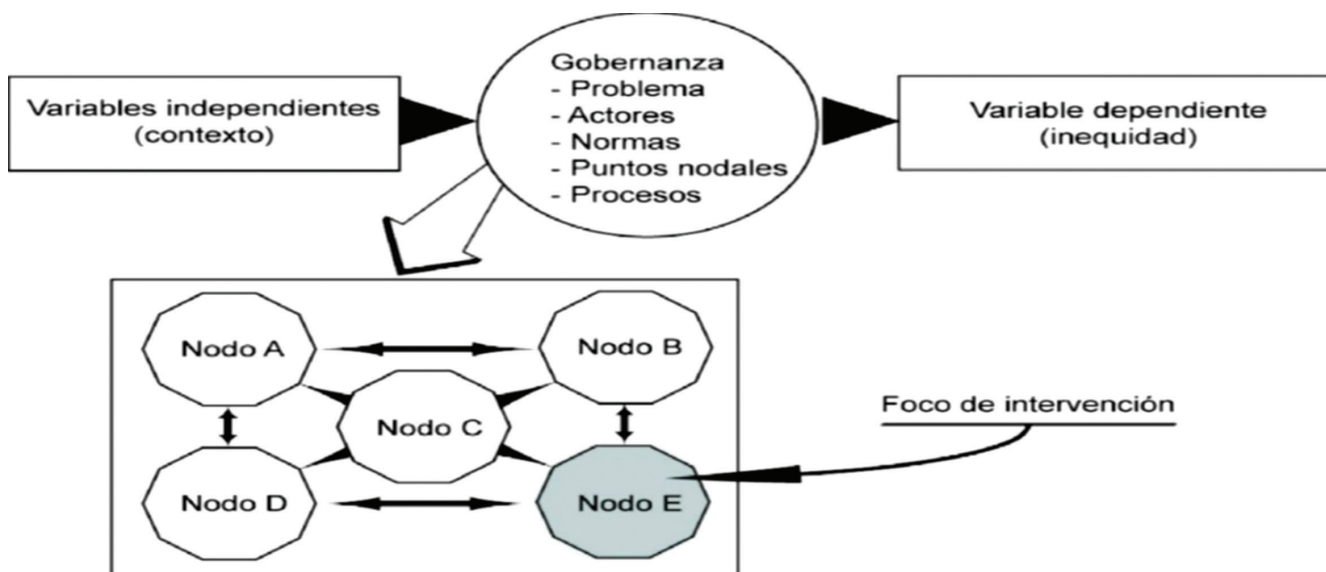 Variables independientes
(contexto)
Gobernanza
- Problema
- Actores
- Normas
- Puntos nodales
- Procesos
Variable dependiente
(inequidad)
Nodo A
Nodo B
Nodo C
Nodo D
Nodo E
Foco de intervención